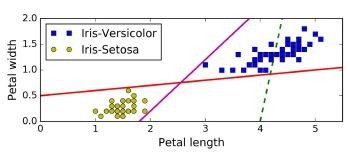 2.0
1.5
1.0
0.5
0.0
Petal width
Iris-Versicolor
Iris-Setosa
0 1 2 3 4 5
Petal length